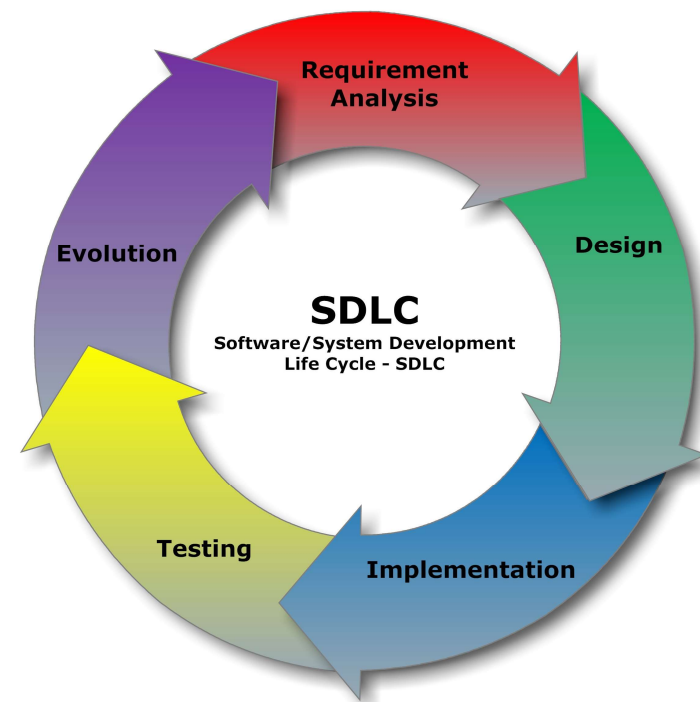 Requirement
Analysis
Design
Evolution
SDLC
Software/System Development
Life Cycle - SDLC
Testing
Implementation